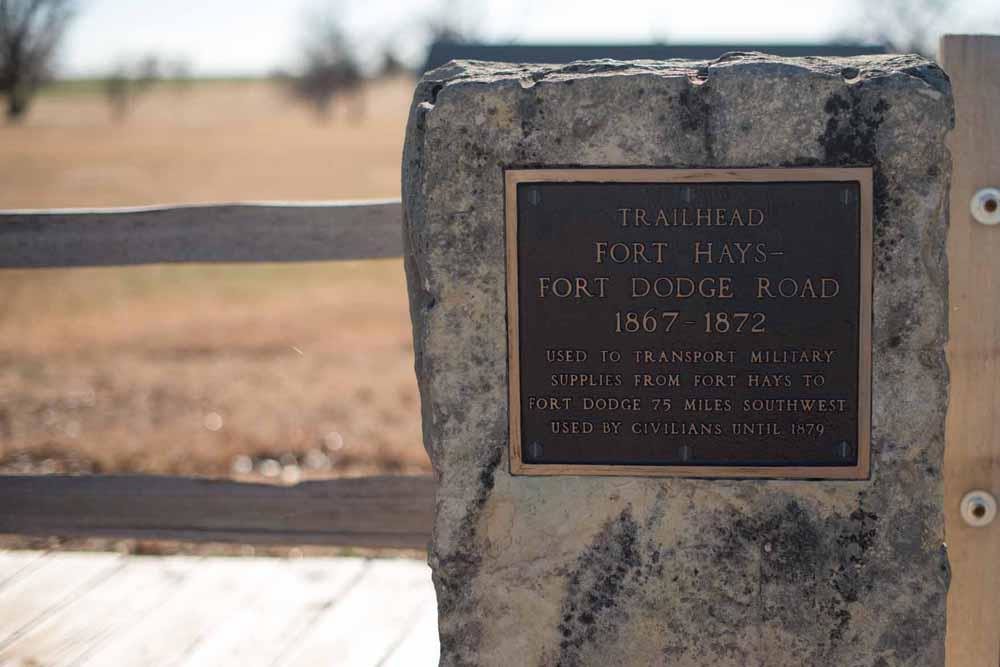 TRAILHEAD
FORT HAYS-
FORT DODGE ROAD
1867-1872
USED TO TRANSPORT MILITARY
SUPPLIES FROM FORT HAYS TO
FORT DODGE 75 MILES SOUTHWEST
USED BY CIVILIANS UNTIL 1879